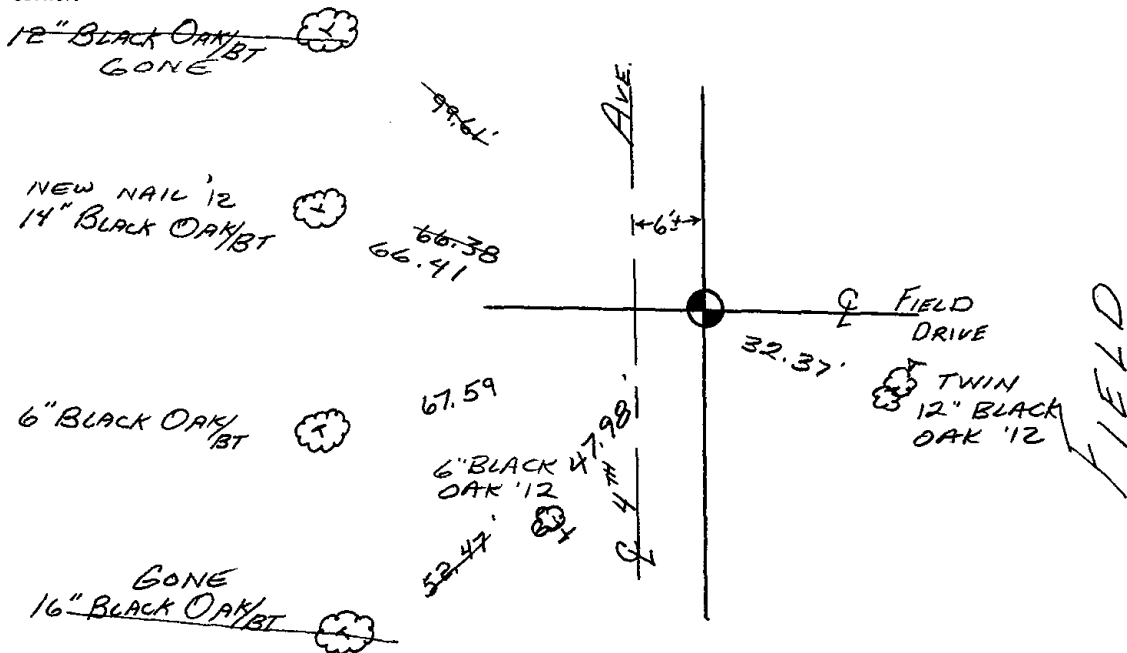 12" BLACK OAK/BT
GONE
99.61'
AVE.
NEW NAIL '12
14" BLACK OAK/BT
66.38
66.41
6'±
℄ FIELD
DRIVE
32.37'
FIELD
TWIN
12" BLACK
OAK '12
6" BLACK OAK/BT
67.59
47.98'
6" BLACK
OAK '12
℄ 4TH
52.47'
GONE
16" BLACK OAK/BT